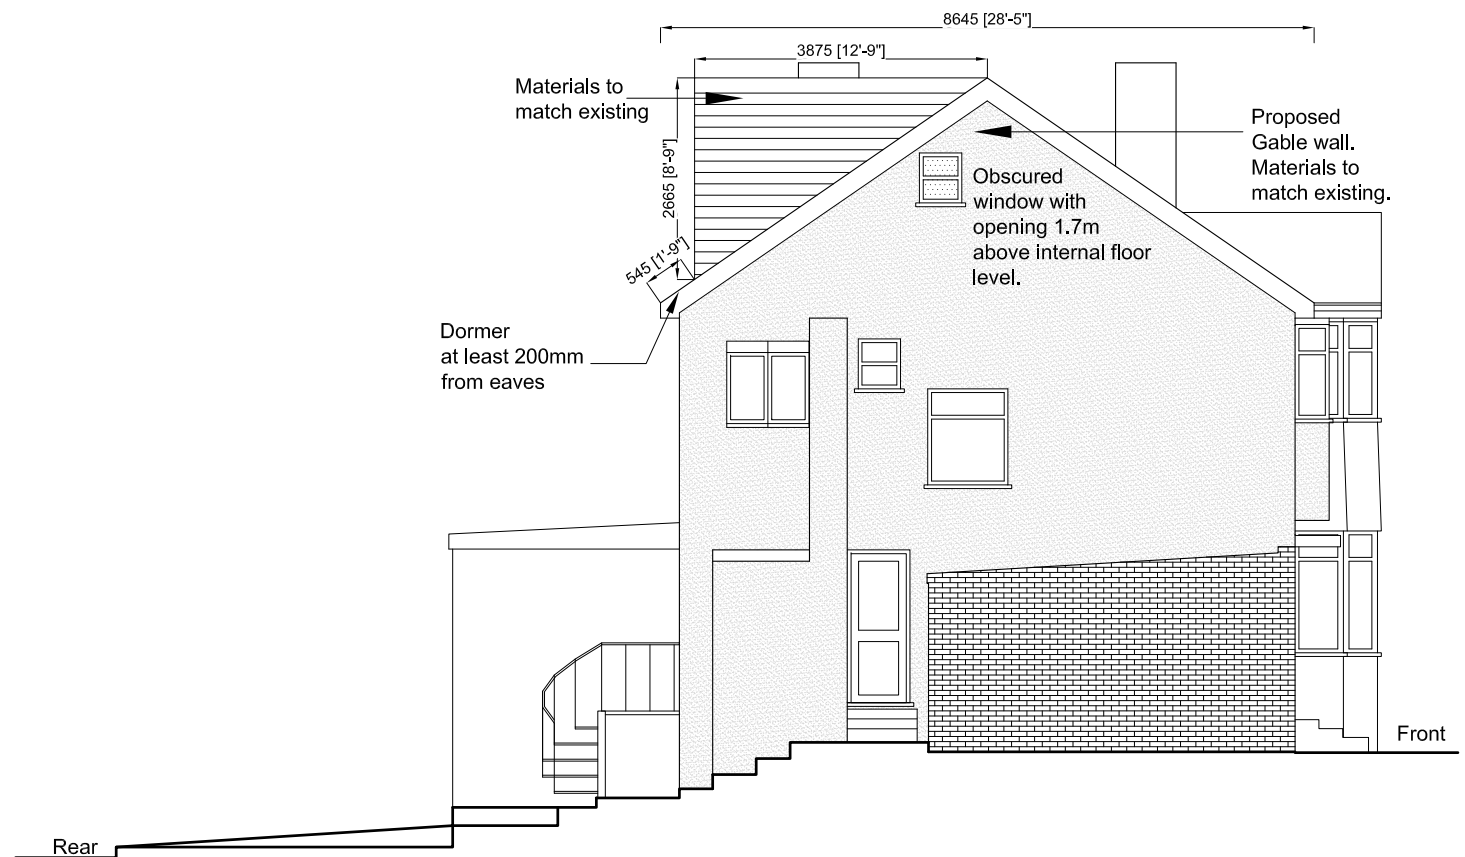 8645 [28'-5"]
3875 [12'-9"]
Materials to
match existing
2665 [8'-9"]
545 [1'-9"]
Proposed
Gable wall.
Materials to
match existing.
Obscured
window with
opening 1.7m
above internal floor
level.
Dormer
at least 200mm
from eaves
Front
Rear